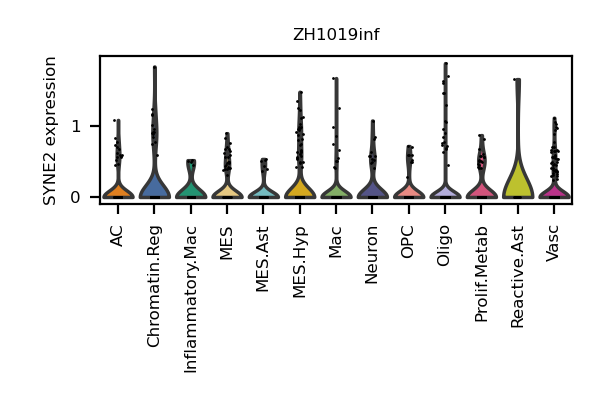 ZH1019inf
SYNE2 expression
1
0
AC
Chromatin.Reg
Inflammatory.Mac
MES
MES.Ast
MES.Hyp
Mac
Neuron
OPC
Oligo
Prolif.Metab
Reactive.Ast
Vasc